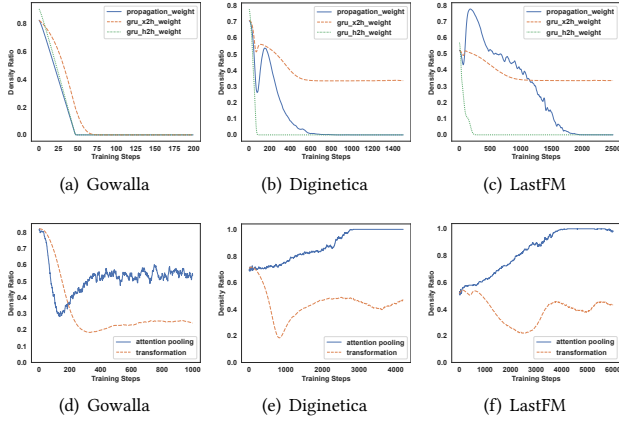 0.9
0.8
0.7
0.6
0.5
0.4
0.3
0.2
0.1
0.0
Density Ratio
0 25 50 75 100 125 150 175 200
Training Steps
propagation_weight
gru_x2h_weight
gru_h2h_weight
(a) Gowalla
0.8
0.7
0.6
0.5
0.4
0.3
0.2
0.1
0.0
Density Ratio
0 200 400 600 800 1000 1200 1400
Training Steps
propagation_weight
gru_x2h_weight
gru_h2h_weight
(b) Diginetica
0.8
0.7
0.6
0.5
0.4
0.3
0.2
0.1
0.0
Density Ratio
0 500 1000 1500 2000 2500
Training Steps
propagation_weight
gru_x2h_weight
gru_h2h_weight
(c) LastFM
0.8
0.7
0.6
0.5
0.4
0.3
0.2
0.1
0.0
Density Ratio
0 200 400 600 800 1000
Training Steps
attention pooling
transformation
(d) Gowalla
1.0
0.8
0.6
0.4
0.2
0.0
Density Ratio
0 1000 2000 3000 4000
Training Steps
attention pooling
transformation
(e) Diginetica
1.0
0.8
0.6
0.4
0.2
0.0
Density Ratio
0 1000 2000 3000 4000 5000 6000
Training Steps
attention pooling
transformation
(f) LastFM